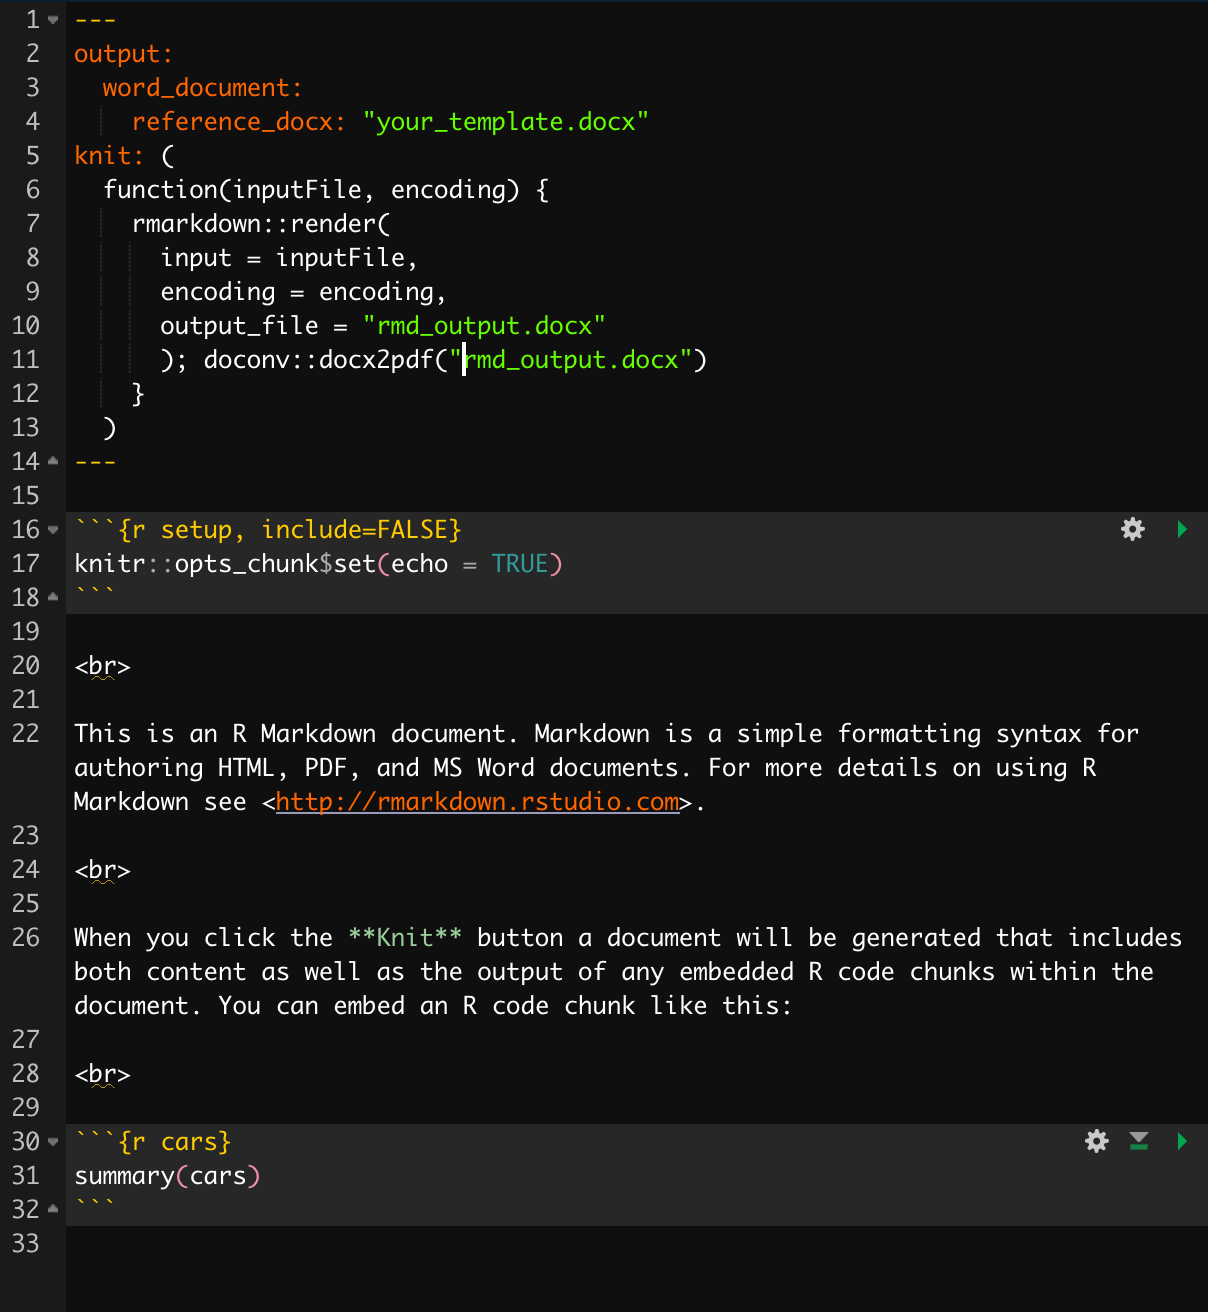 1 ---
2 output:
3   word_document:
4     reference_docx: "your_template.docx"
5 knit: (
6   function(inputFile, encoding) {
7     rmarkdown::render(
8       input = inputFile,
9       encoding = encoding,
10       output_file = "rmd_output.docx"
11       ); doconv::docx2pdf("rmd_output.docx")
12     }
13   )
14 ---
15
16 ```{r setup, include=FALSE}
17 knitr::opts_chunk$set(echo = TRUE)
18 ```
19
20 <br>
21
22 This is an R Markdown document. Markdown is a simple formatting syntax for
authoring HTML, PDF, and MS Word documents. For more details on using R
Markdown see <http://rmarkdown.rstudio.com>.
23
24 <br>
25
26 When you click the **Knit** button a document will be generated that includes
both content as well as the output of any embedded R code chunks within the
document. You can embed an R code chunk like this:
27
28 <br>
29
30 ```{r cars}
31 summary(cars)
32 ```
33